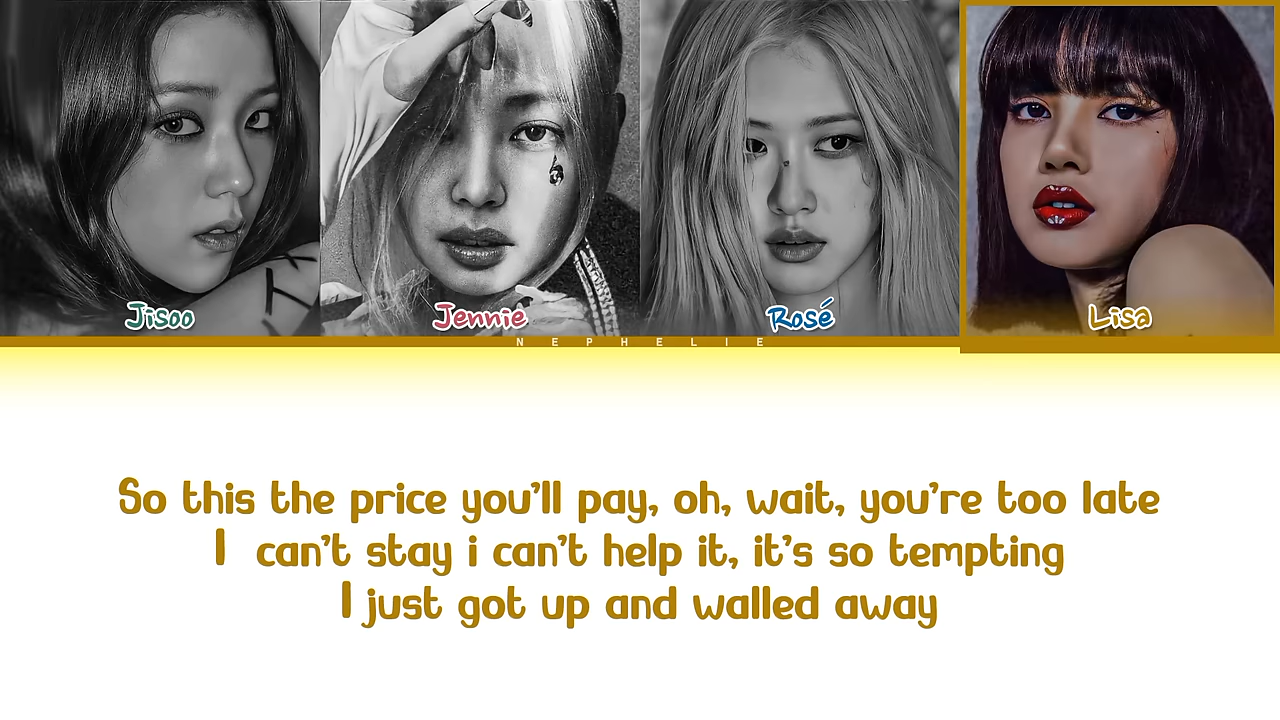 Jisoo
Jennie
Rosé
Lisa
NEPHELIE
So this the price you'll pay, oh, wait, you're too late
I can't stay i can't help it, it's so tempting
I just got up and walled away